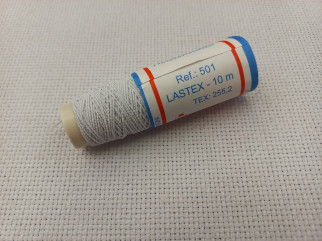 Ref.: 501
LASTEX - 10 m
TEX: 255,2